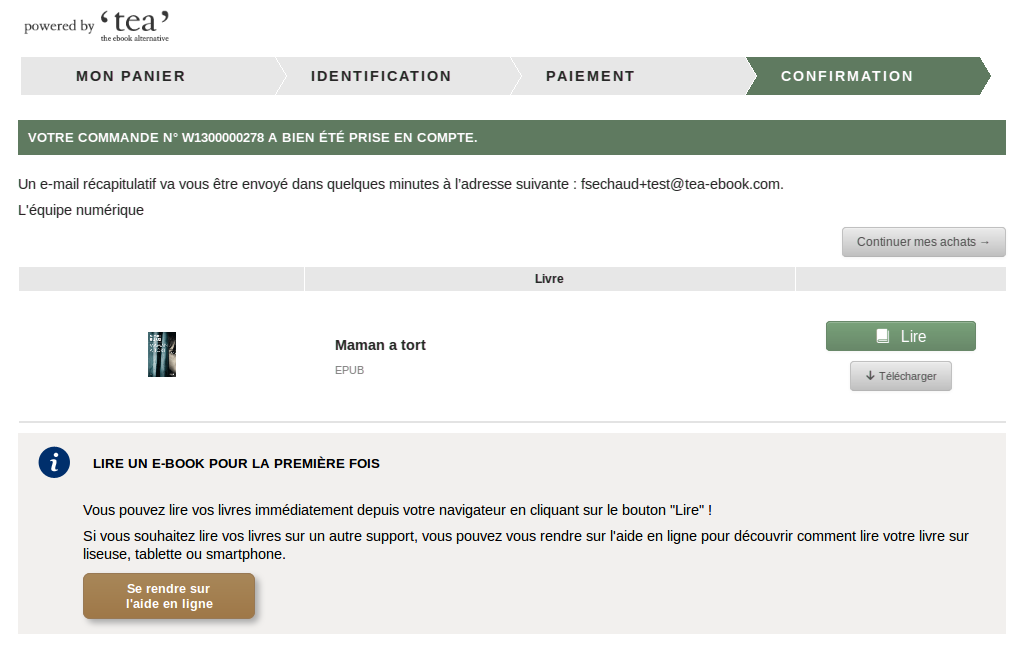 powered by ‘tea’
the ebook alternative
MON PANIER IDENTIFICATION PAIEMENT CONFIRMATION
VOTRE COMMANDE N° W1300000278 A BIEN ÉTÉ PRISE EN COMPTE.
Un e-mail récapitulatif va vous être envoyé dans quelques minutes à l'adresse suivante : fsechaud+test@tea-ebook.com.
L'équipe numérique
Continuer mes achats →
Livre
Maman a tort
EPUB
Lire
Télécharger
LIRE UN E-BOOK POUR LA PREMIÈRE FOIS
Vous pouvez lire vos livres immédiatement depuis votre navigateur en cliquant sur le bouton "Lire" !
Si vous souhaitez lire vos livres sur un autre support, vous pouvez vous rendre sur l'aide en ligne pour découvrir comment lire votre livre sur
liseuse, tablette ou smartphone.
Se rendre sur
l'aide en ligne